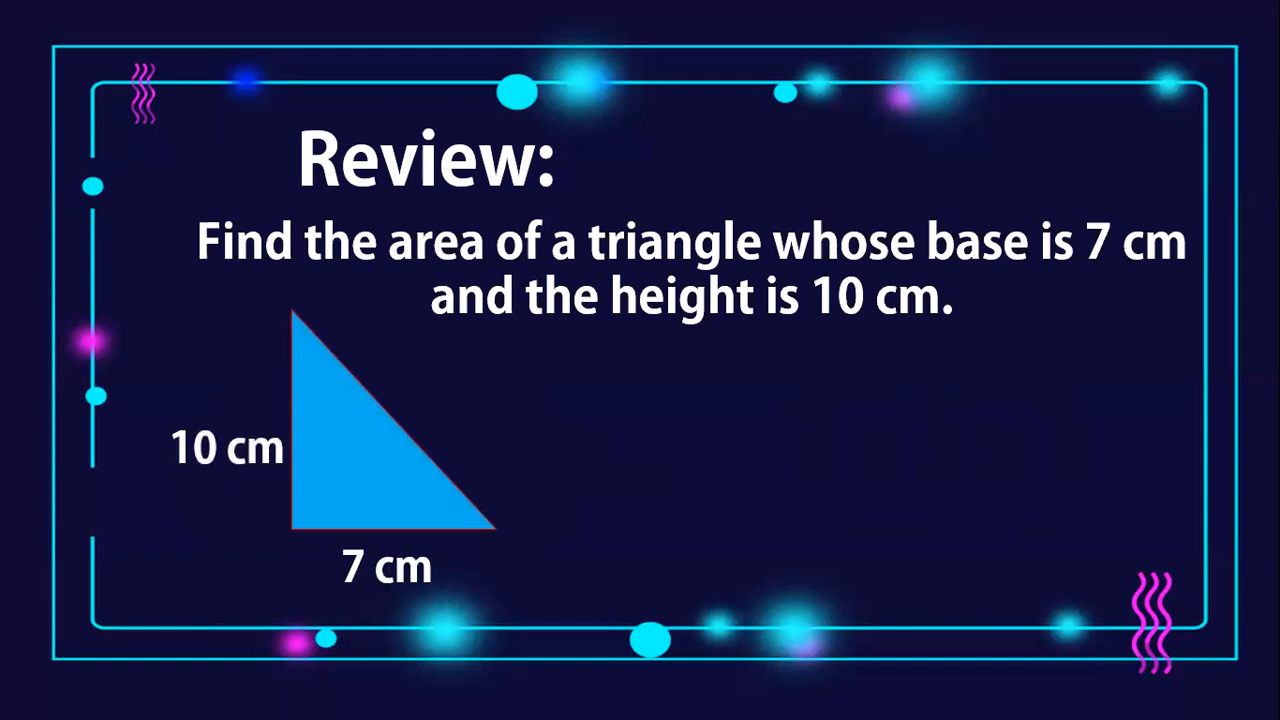 Review:
Find the area of a triangle whose base is 7 cm
and the height is 10 cm.
10 cm
7 cm